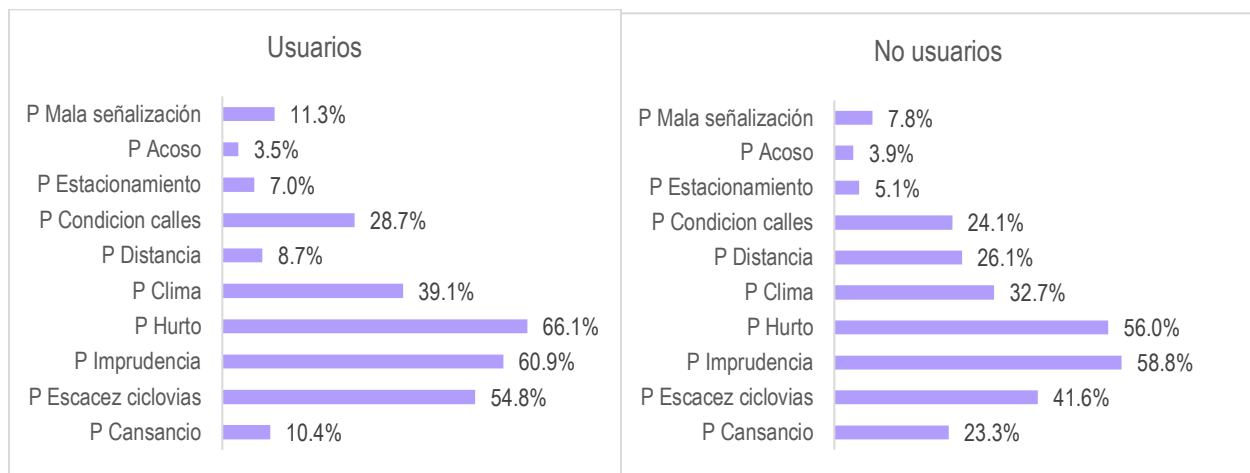 Usuarios
P Mala señalización 11.3%
P Acoso 3.5%
P Estacionamiento 7.0%
P Condicion calles 28.7%
P Distancia 8.7%
P Clima 39.1%
P Hurto 66.1%
P Imprudencia 60.9%
P Escacez ciclovias 54.8%
P Cansancio 10.4%
No usuarios
P Mala señalización 7.8%
P Acoso 3.9%
P Estacionamiento 5.1%
P Condicion calles 24.1%
P Distancia 26.1%
P Clima 32.7%
P Hurto 56.0%
P Imprudencia 58.8%
P Escacez ciclovias 41.6%
P Cansancio 23.3%